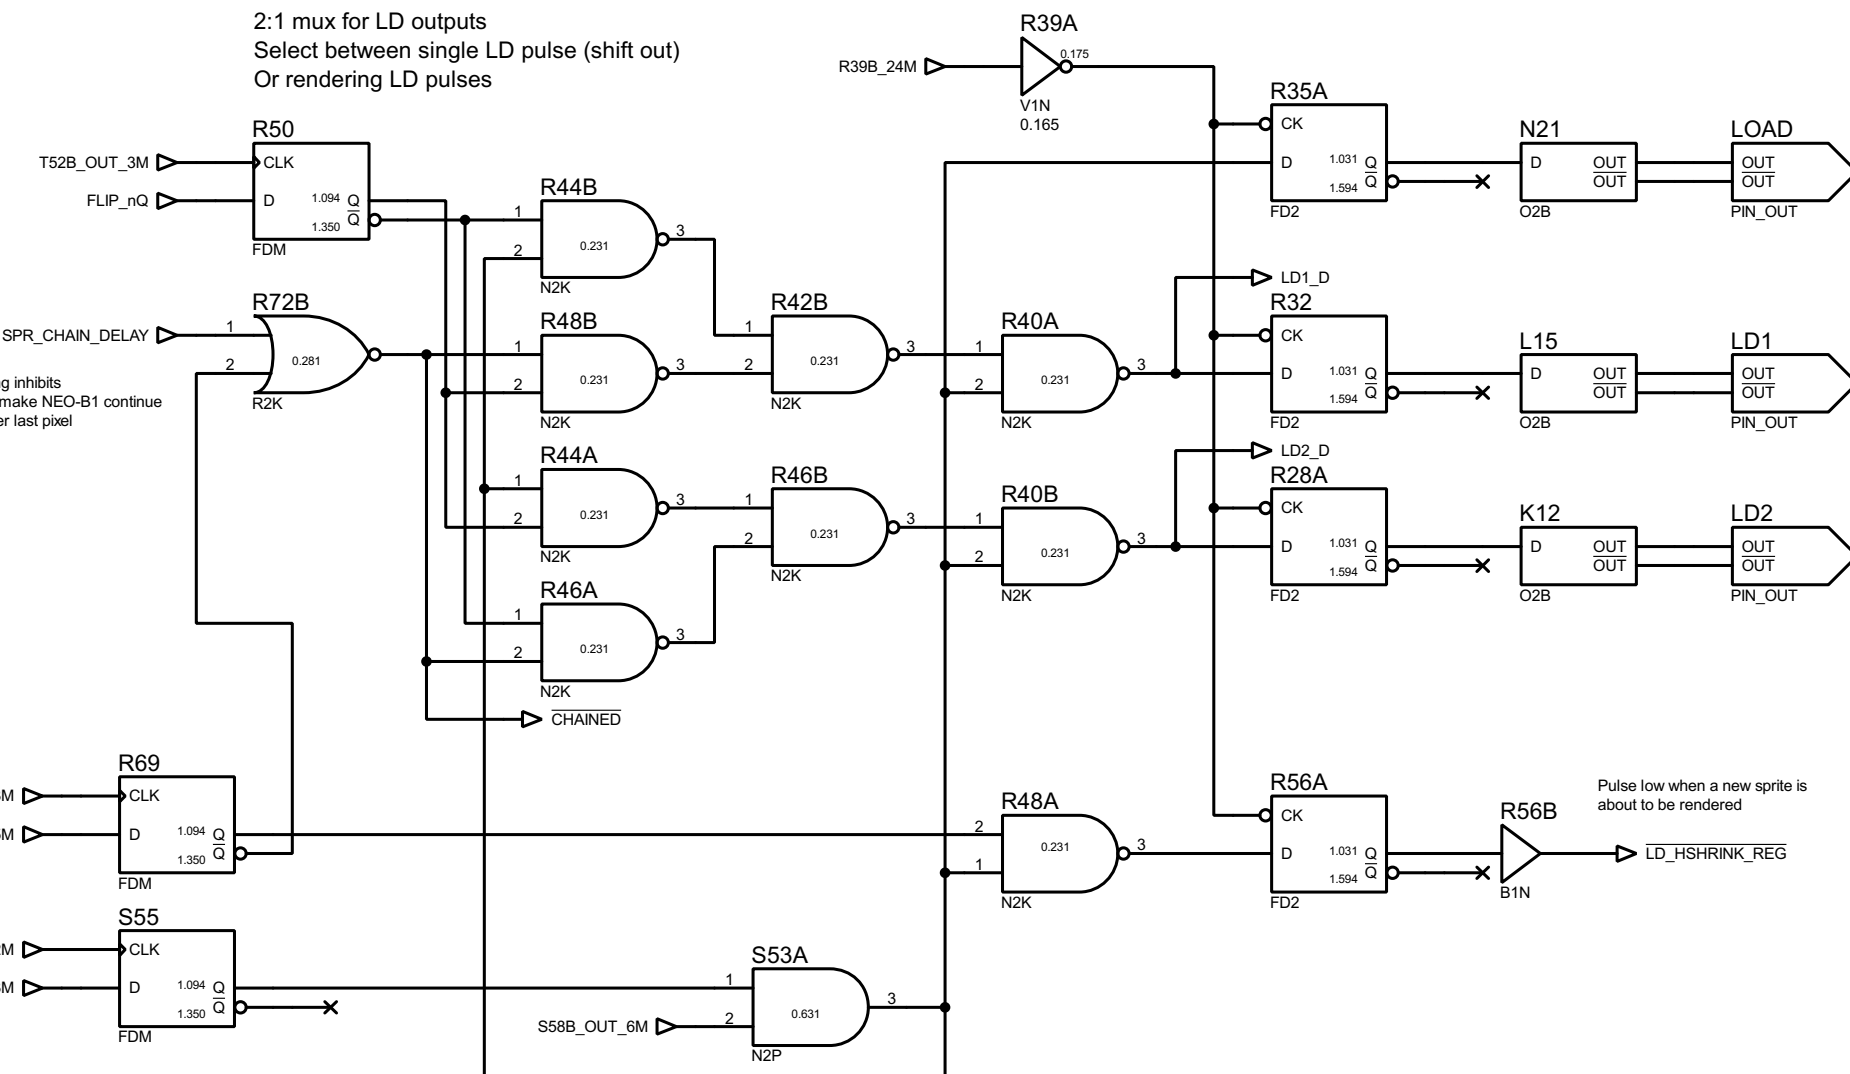 2:1 mux for LD outputs
Select between single LD pulse (shift out)
Or rendering LD pulses
R39A
R39B_24M
0.175
V1N
0.165
R35A
CK
D
1.031 Q
1.594 Q
FD2
N21
D
OUT
OUT
O2B
LOAD
OUT
OUT
PIN_OUT
R50
T52B_OUT_3M
CLK
FLIP_nQ
D
1.094 Q
1.350 Q
FDM
R44B
1
2
0.231
3
N2K
LD1_D
R72B
SPR_CHAIN_DELAY
1
2
0.281
R2K
ng inhibits
make NEO-B1 continue
er last pixel
R48B
1
2
0.231
3
N2K
R42B
1
2
0.231
3
N2K
R40A
1
2
0.231
3
N2K
R32
CK
D
1.031 Q
1.594 Q
FD2
L15
D
OUT
OUT
O2B
LD1
OUT
OUT
PIN_OUT
R44A
1
2
0.231
3
N2K
R46B
1
2
0.231
3
N2K
R40B
1
2
0.231
3
N2K
LD2_D
R28A
CK
D
1.031 Q
1.594 Q
FD2
K12
D
OUT
OUT
O2B
LD2
OUT
OUT
PIN_OUT
R46A
1
2
0.231
3
N2K
CHAINED
R69
CLK
M
D
1.094 Q
1.350 Q
FDM
R48A
2
1
0.231
3
N2K
R56A
CK
D
1.031 Q
1.594 Q
FD2
R56B
B1N
Pulse low when a new sprite is
about to be rendered
LD_HSHRINK_REG
S55
M
CLK
D
1.094 Q
1.350 Q
FDM
S53A
1
2
0.631
3
N2P
S58B_OUT_6M